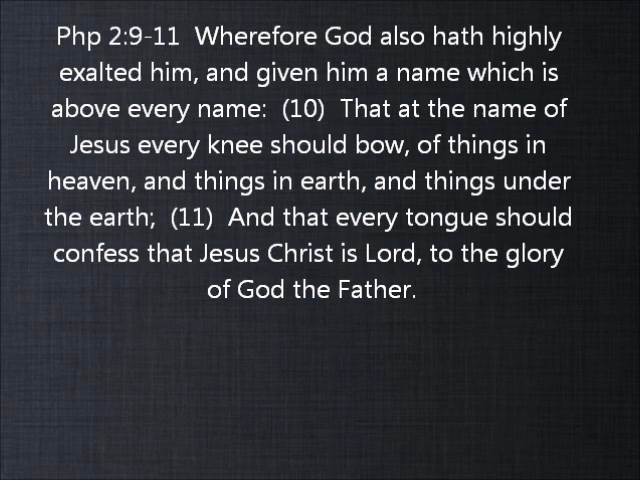 Php 2:9-11  Wherefore God also hath highly
exalted him, and given him a name which is
above every name:  (10)  That at the name of
Jesus every knee should bow, of things in
heaven, and things in earth, and things under
the earth;  (11)  And that every tongue should
confess that Jesus Christ is Lord, to the glory
of God the Father.